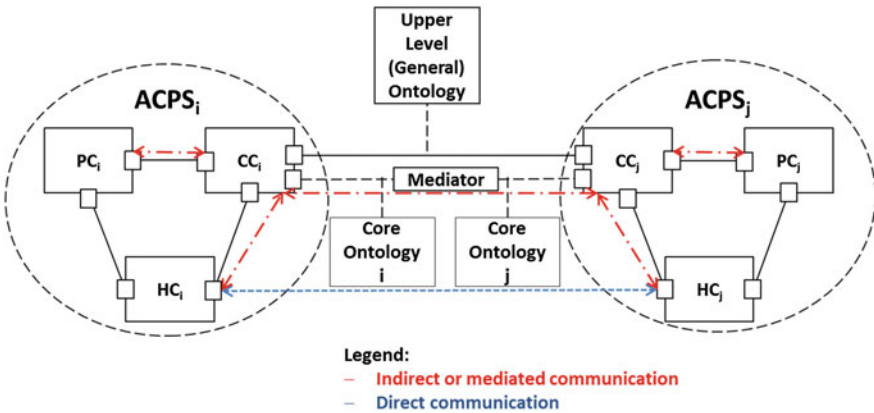 Upper
Level
(General)
Ontology
ACPSi
ACPSj
PCi
CCi
CCj
PCj
Mediator
Core
Ontology
i
Core
Ontology
j
HCi
HCj
Legend:
– Indirect or mediated communication
– Direct communication